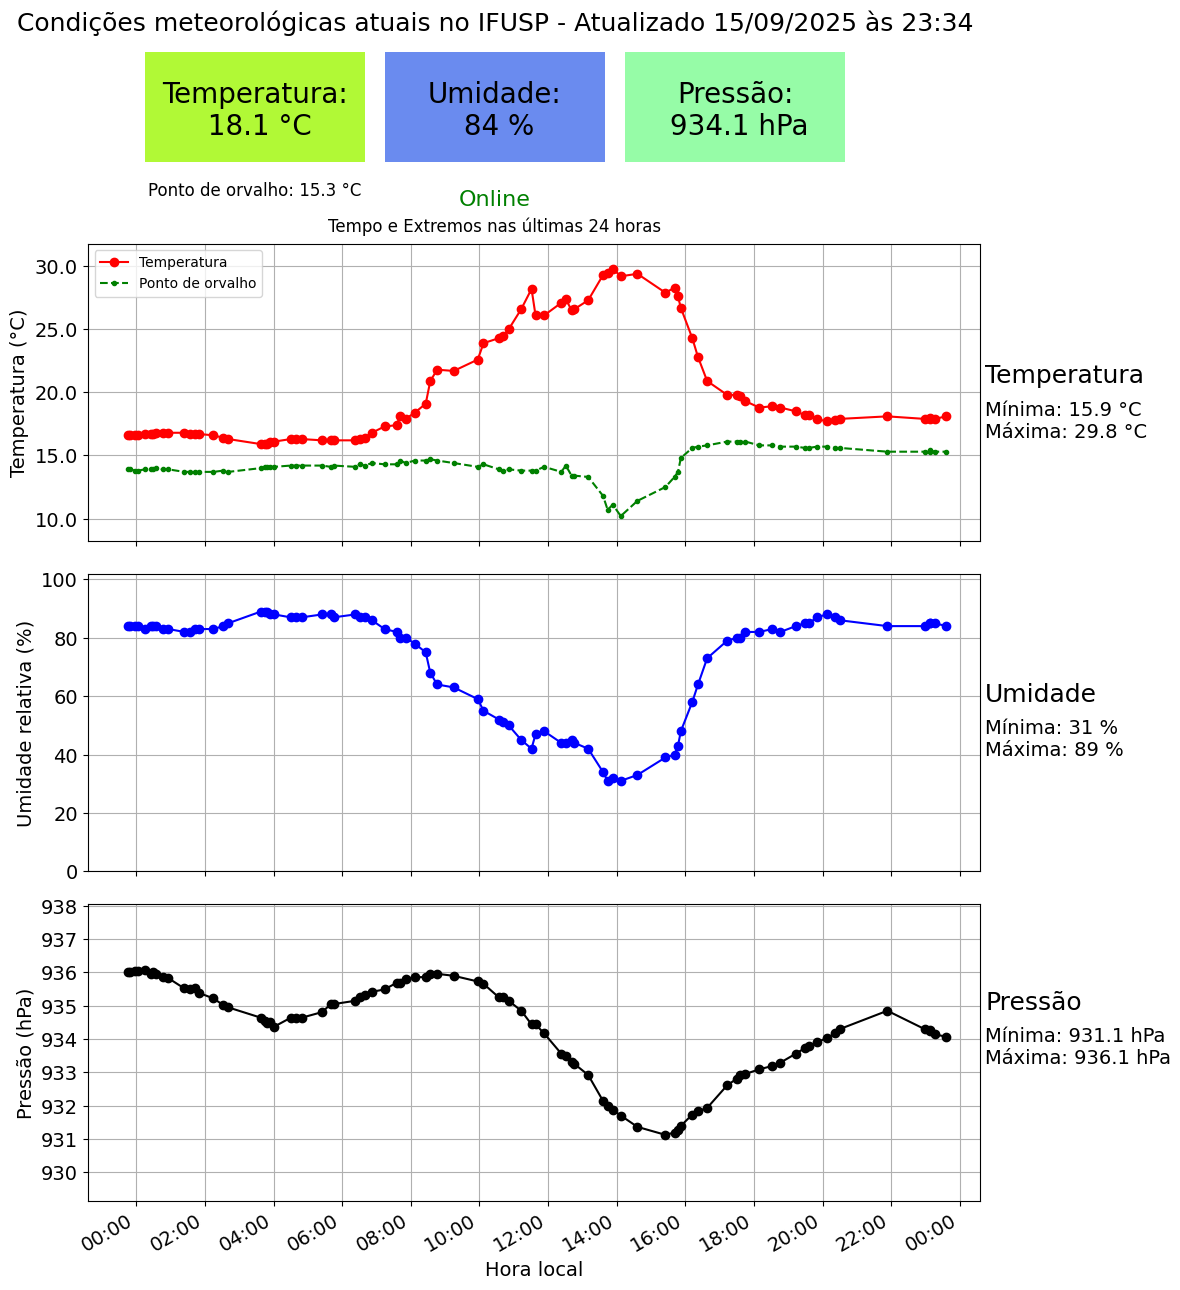 Condições meteorológicas atuais no IFUSP - Atualizado 15/09/2025 às 23:34
Temperatura:
18.1 °C
Umidade:
84 %
Pressão:
934.1 hPa
Ponto de orvalho: 15.3 °C
Online
Tempo e Extremos nas últimas 24 horas
Temperatura
Ponto de orvalho
Temperatura (°C)
30.0
25.0
20.0
15.0
10.0
Temperatura
Mínima: 15.9 °C
Máxima: 29.8 °C
Umidade relativa (%)
100
80
60
40
20
0
Umidade
Mínima: 31 %
Máxima: 89 %
Pressão (hPa)
938
937
936
935
934
933
932
931
930
Pressão
Mínima: 931.1 hPa
Máxima: 936.1 hPa
00:00 02:00 04:00 06:00 08:00 10:00 12:00 14:00 16:00 18:00 20:00 22:00 00:00
Hora local